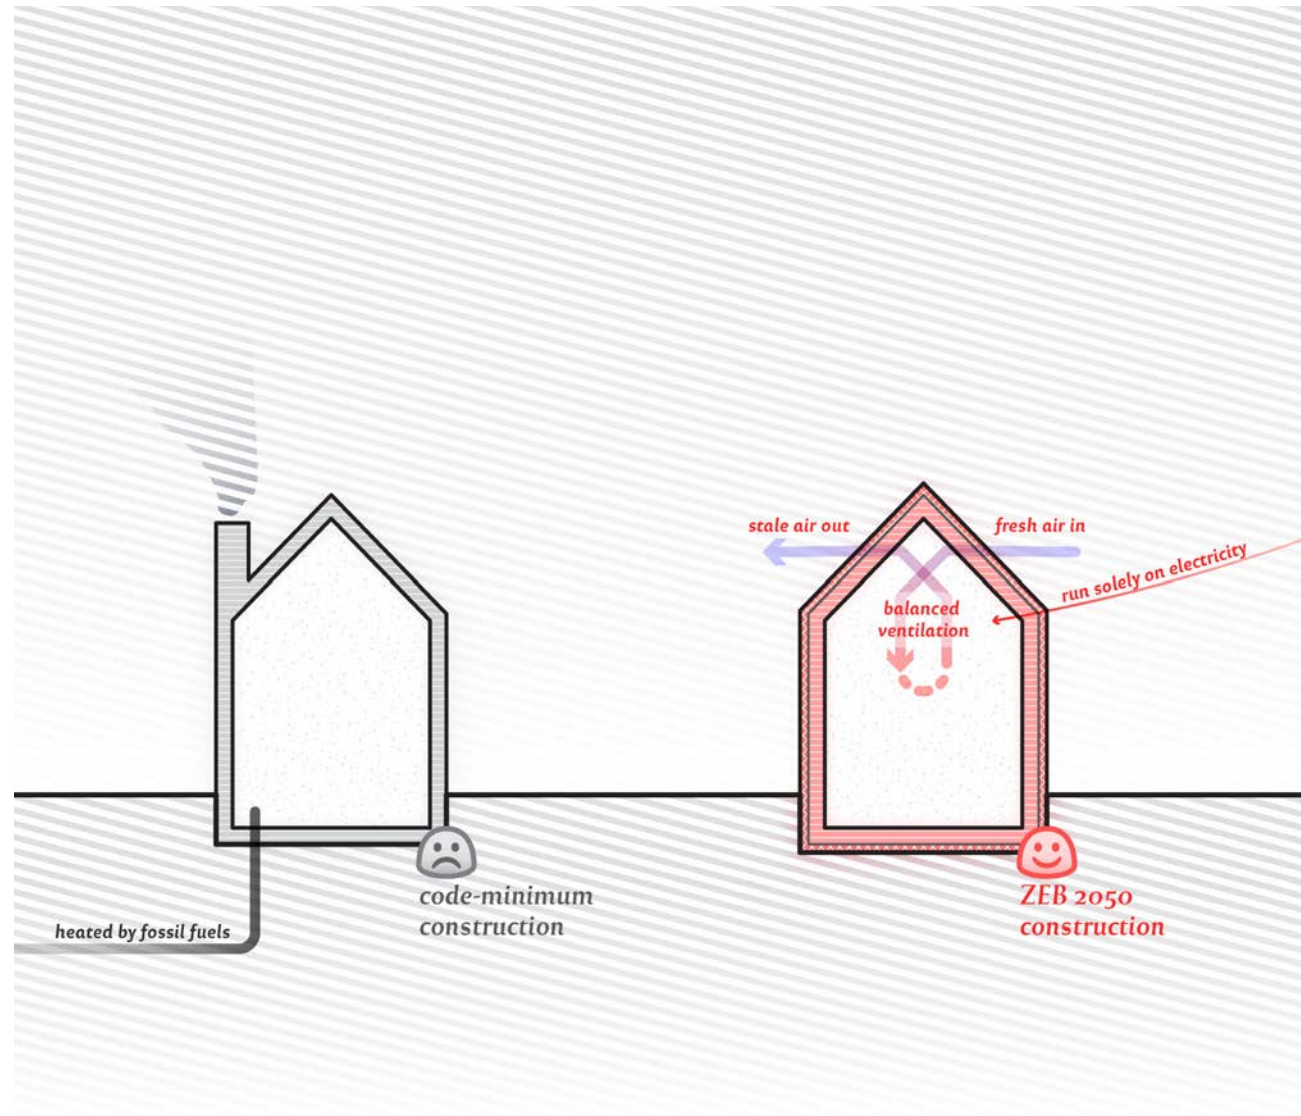 stale air out
fresh air in
run solely on electricity
balanced
ventilation
heated by fossil fuels
code-minimum
construction
ZEB 2050
construction